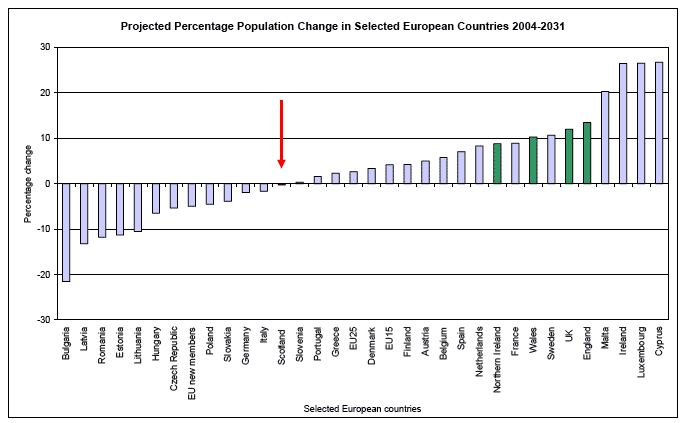 Projected Percentage Population Change in Selected European Countries 2004-2031
Percentage change
30
20
10
0
-10
-20
-30
Bulgaria
Latvia
Romania
Estonia
Lithuania
Hungary
Czech Republic
EU new members
Poland
Slovakia
Germany
Italy
Scotland
Slovenia
Portugal
Greece
EU25
Denmark
EU15
Finland
Austria
Belgium
Spain
Netherlands
Northern Ireland
France
Wales
Sweden
UK
England
Malta
Ireland
Luxembourg
Cyprus
Selected European countries